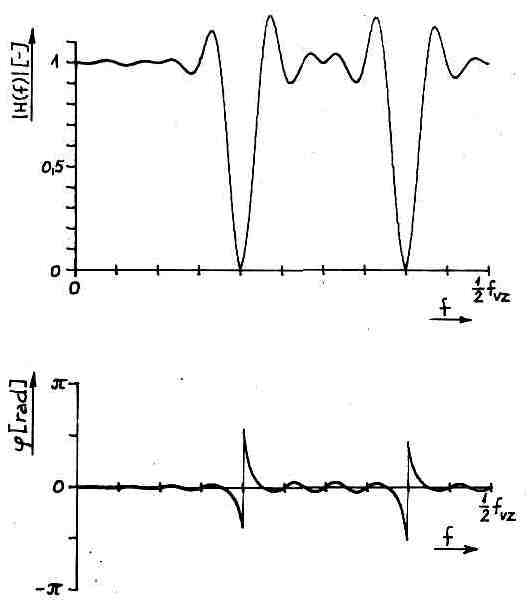 |H(f)| [-]
1
0,5
0
0
½ f_vz
f
φ [rad]
π
0
-π
½ f_vz
f